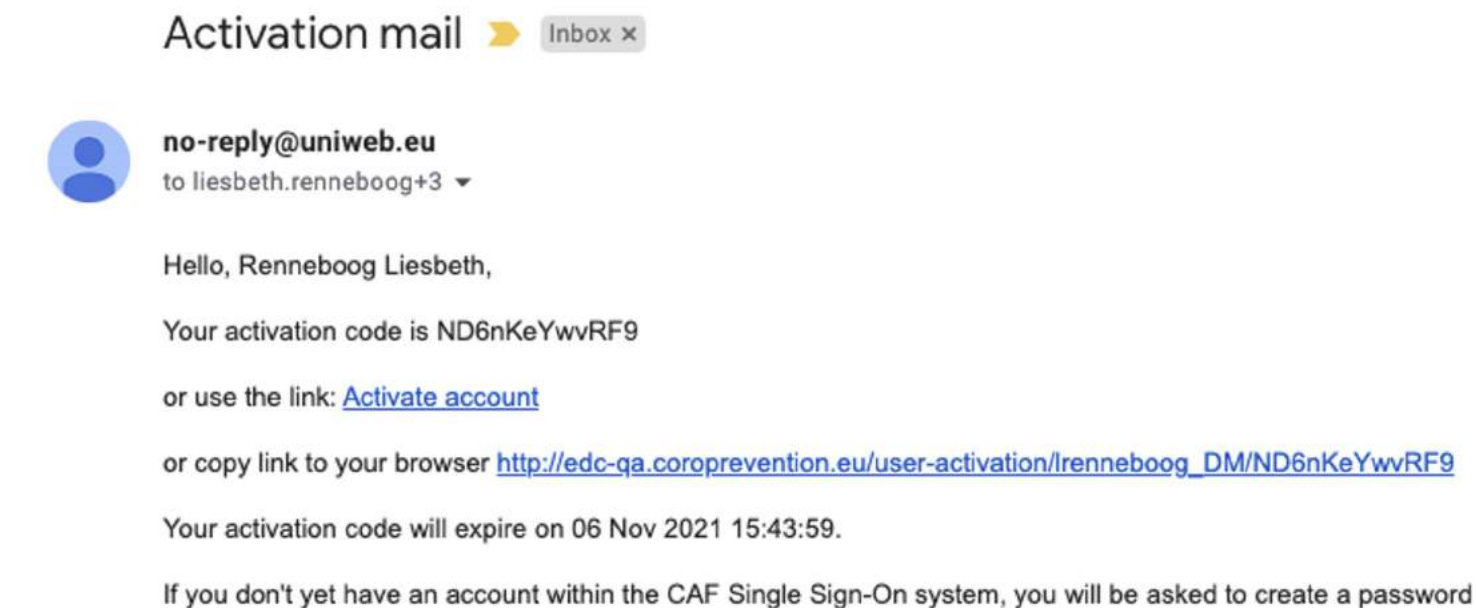 Activation mail Inbox ×
no-reply@uniweb.eu
to liesbeth.renneboog+3
Hello, Renneboog Liesbeth,
Your activation code is ND6nKeYwvRF9
or use the link: Activate account
or copy link to your browser http://edc-qa.coroprevention.eu/user-activation/lrenneboog_DM/ND6nKeYwvRF9
Your activation code will expire on 06 Nov 2021 15:43:59.
If you don't yet have an account within the CAF Single Sign-On system, you will be asked to create a password